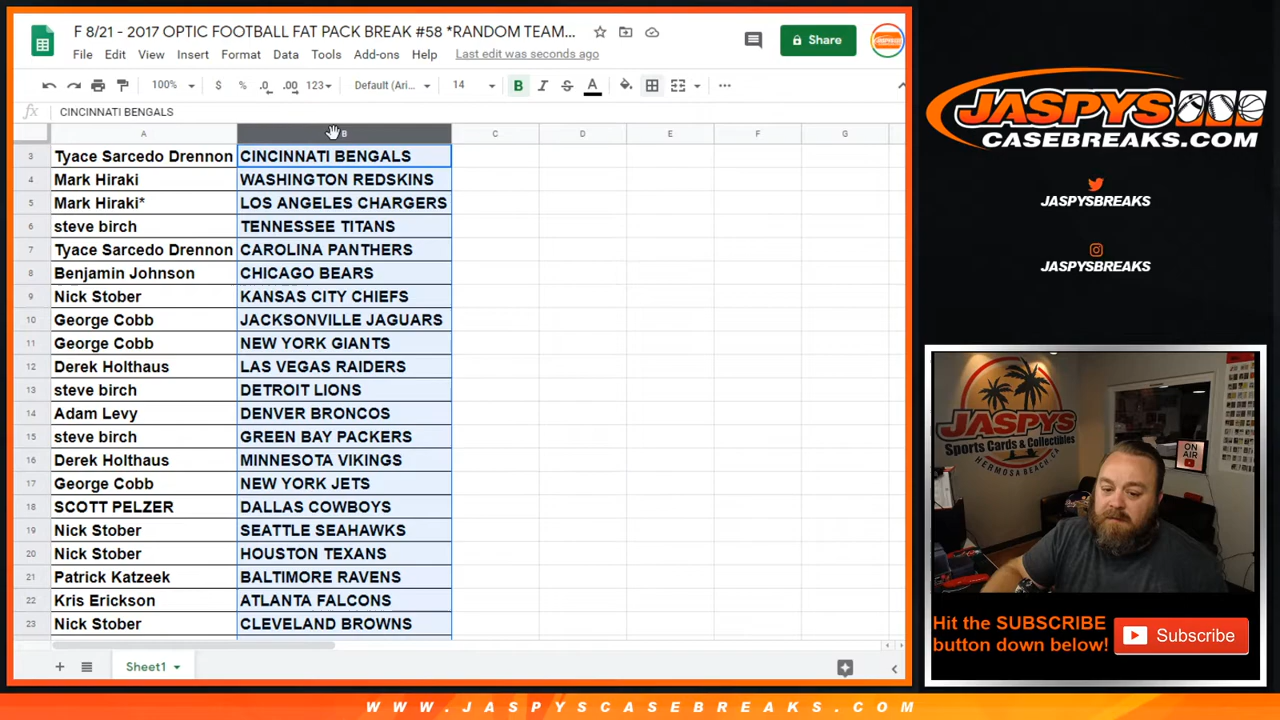 F 8/21 - 2017 OPTIC FOOTBALL FAT PACK BREAK #58 *RANDOM TEAM...
File Edit View Insert Format Data Tools Add-ons Help Last edit was seconds ago
Share
100% $ % .0 .00 123 Default (Ari... 14 B I S A
fx CINCINNATI BENGALS
A B C D E F G
3 Tyace Sarcedo Drennon CINCINNATI BENGALS
4 Mark Hiraki WASHINGTON REDSKINS
5 Mark Hiraki* LOS ANGELES CHARGERS
6 steve birch TENNESSEE TITANS
7 Tyace Sarcedo Drennon CAROLINA PANTHERS
8 Benjamin Johnson CHICAGO BEARS
9 Nick Stober KANSAS CITY CHIEFS
10 George Cobb JACKSONVILLE JAGUARS
11 George Cobb NEW YORK GIANTS
12 Derek Holthaus LAS VEGAS RAIDERS
13 steve birch DETROIT LIONS
14 Adam Levy DENVER BRONCOS
15 steve birch GREEN BAY PACKERS
16 Derek Holthaus MINNESOTA VIKINGS
17 George Cobb NEW YORK JETS
18 SCOTT PELZER DALLAS COWBOYS
19 Nick Stober SEATTLE SEAHAWKS
20 Nick Stober HOUSTON TEXANS
21 Patrick Katzeek BALTIMORE RAVENS
22 Kris Erickson ATLANTA FALCONS
23 Nick Stober CLEVELAND BROWNS
Sheet1
JASPYS
CASEBREAKS.COM
JASPYSBREAKS
JASPYSBREAKS
JASPYS
Sports Cards & Collectibles
HERMOSA BEACH CA
ON
AIR
Hit the SUBSCRIBE
button down below!
Subscribe
WWW.JASPYSCASEBREAKS.COM